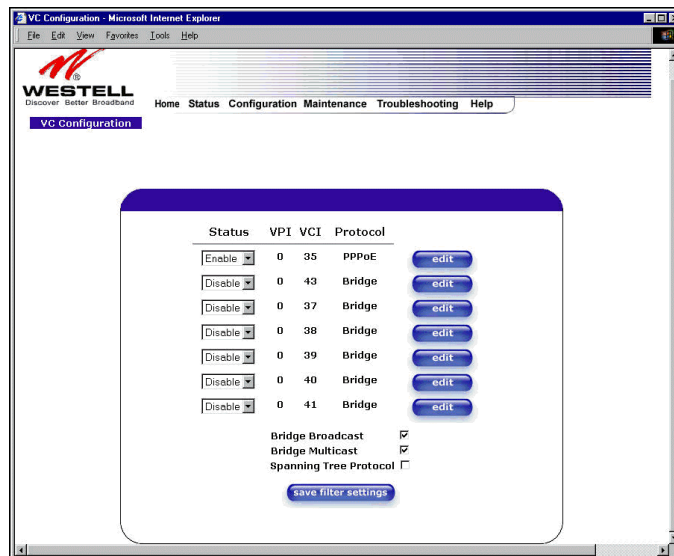 VC Configuration - Microsoft Internet Explorer
File Edit View Favorites Tools Help
WESTELL
®
Discover Better Broadband
Home Status Configuration Maintenance Troubleshooting Help
VC Configuration
Status VPI VCI Protocol
Enable 0 35 PPPoE edit
Disable 0 43 Bridge edit
Disable 0 37 Bridge edit
Disable 0 38 Bridge edit
Disable 0 39 Bridge edit
Disable 0 40 Bridge edit
Disable 0 41 Bridge edit
Bridge Broadcast
Bridge Multicast
Spanning Tree Protocol
save filter settings